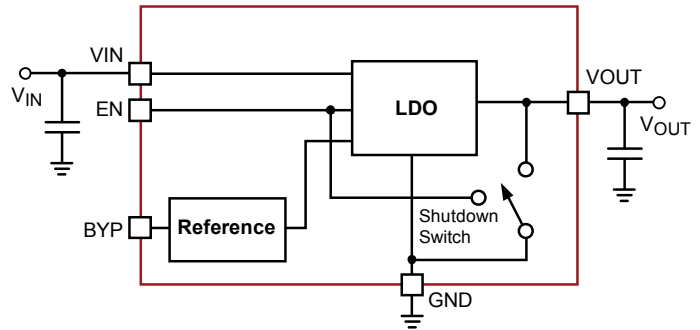 VIN
VIN
EN
LDO
VOUT
VOUT
BYP
Reference
Shutdown
Switch
GND